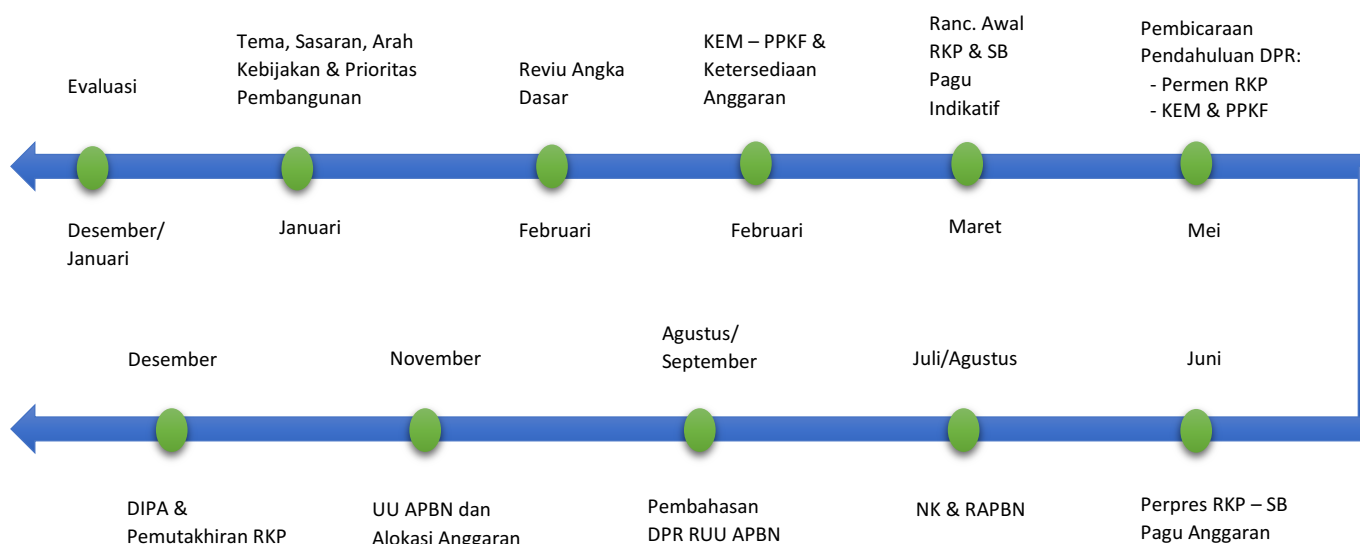 Evaluasi
Tema, Sasaran, Arah
Kebijakan & Prioritas
Pembangunan
Reviu Angka
Dasar
KEM – PPKF &
Ketersediaan
Anggaran
Ranc. Awal
RKP & SB
Pagu
Indikatif
Pembicaraan
Pendahuluan DPR:
- Permen RKP
- KEM & PPKF
Desember/
Januari
Januari
Februari
Februari
Maret
Mei
Desember
November
Agustus/
September
Juli/Agustus
Juni
DIPA &
Pemutakhiran RKP
UU APBN dan
Alokasi Anggaran
Pembahasan
DPR RUU APBN
NK & RAPBN
Perpres RKP – SB
Pagu Anggaran